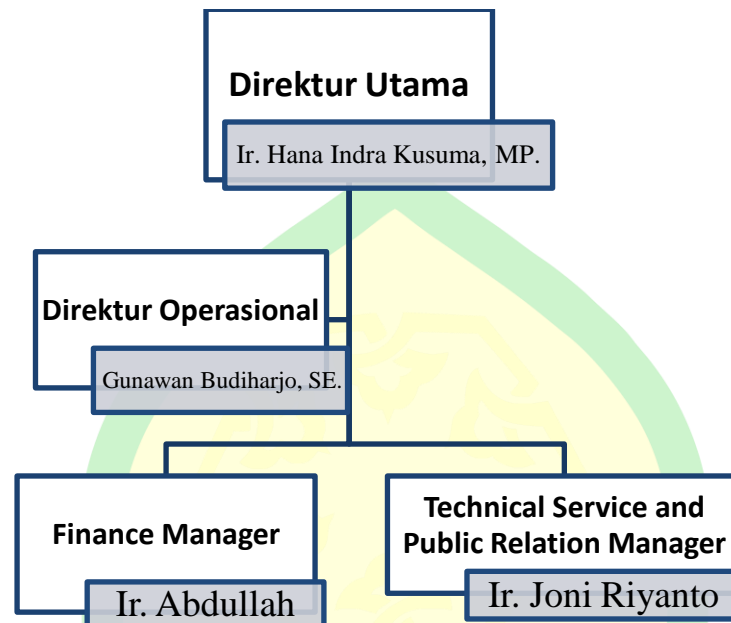 Direktur Utama
Ir. Hana Indra Kusuma, MP.
Direktur Operasional
Gunawan Budiharjo, SE.
Finance Manager
Ir. Abdullah
Technical Service and
Public Relation Manager
Ir. Joni Riyanto